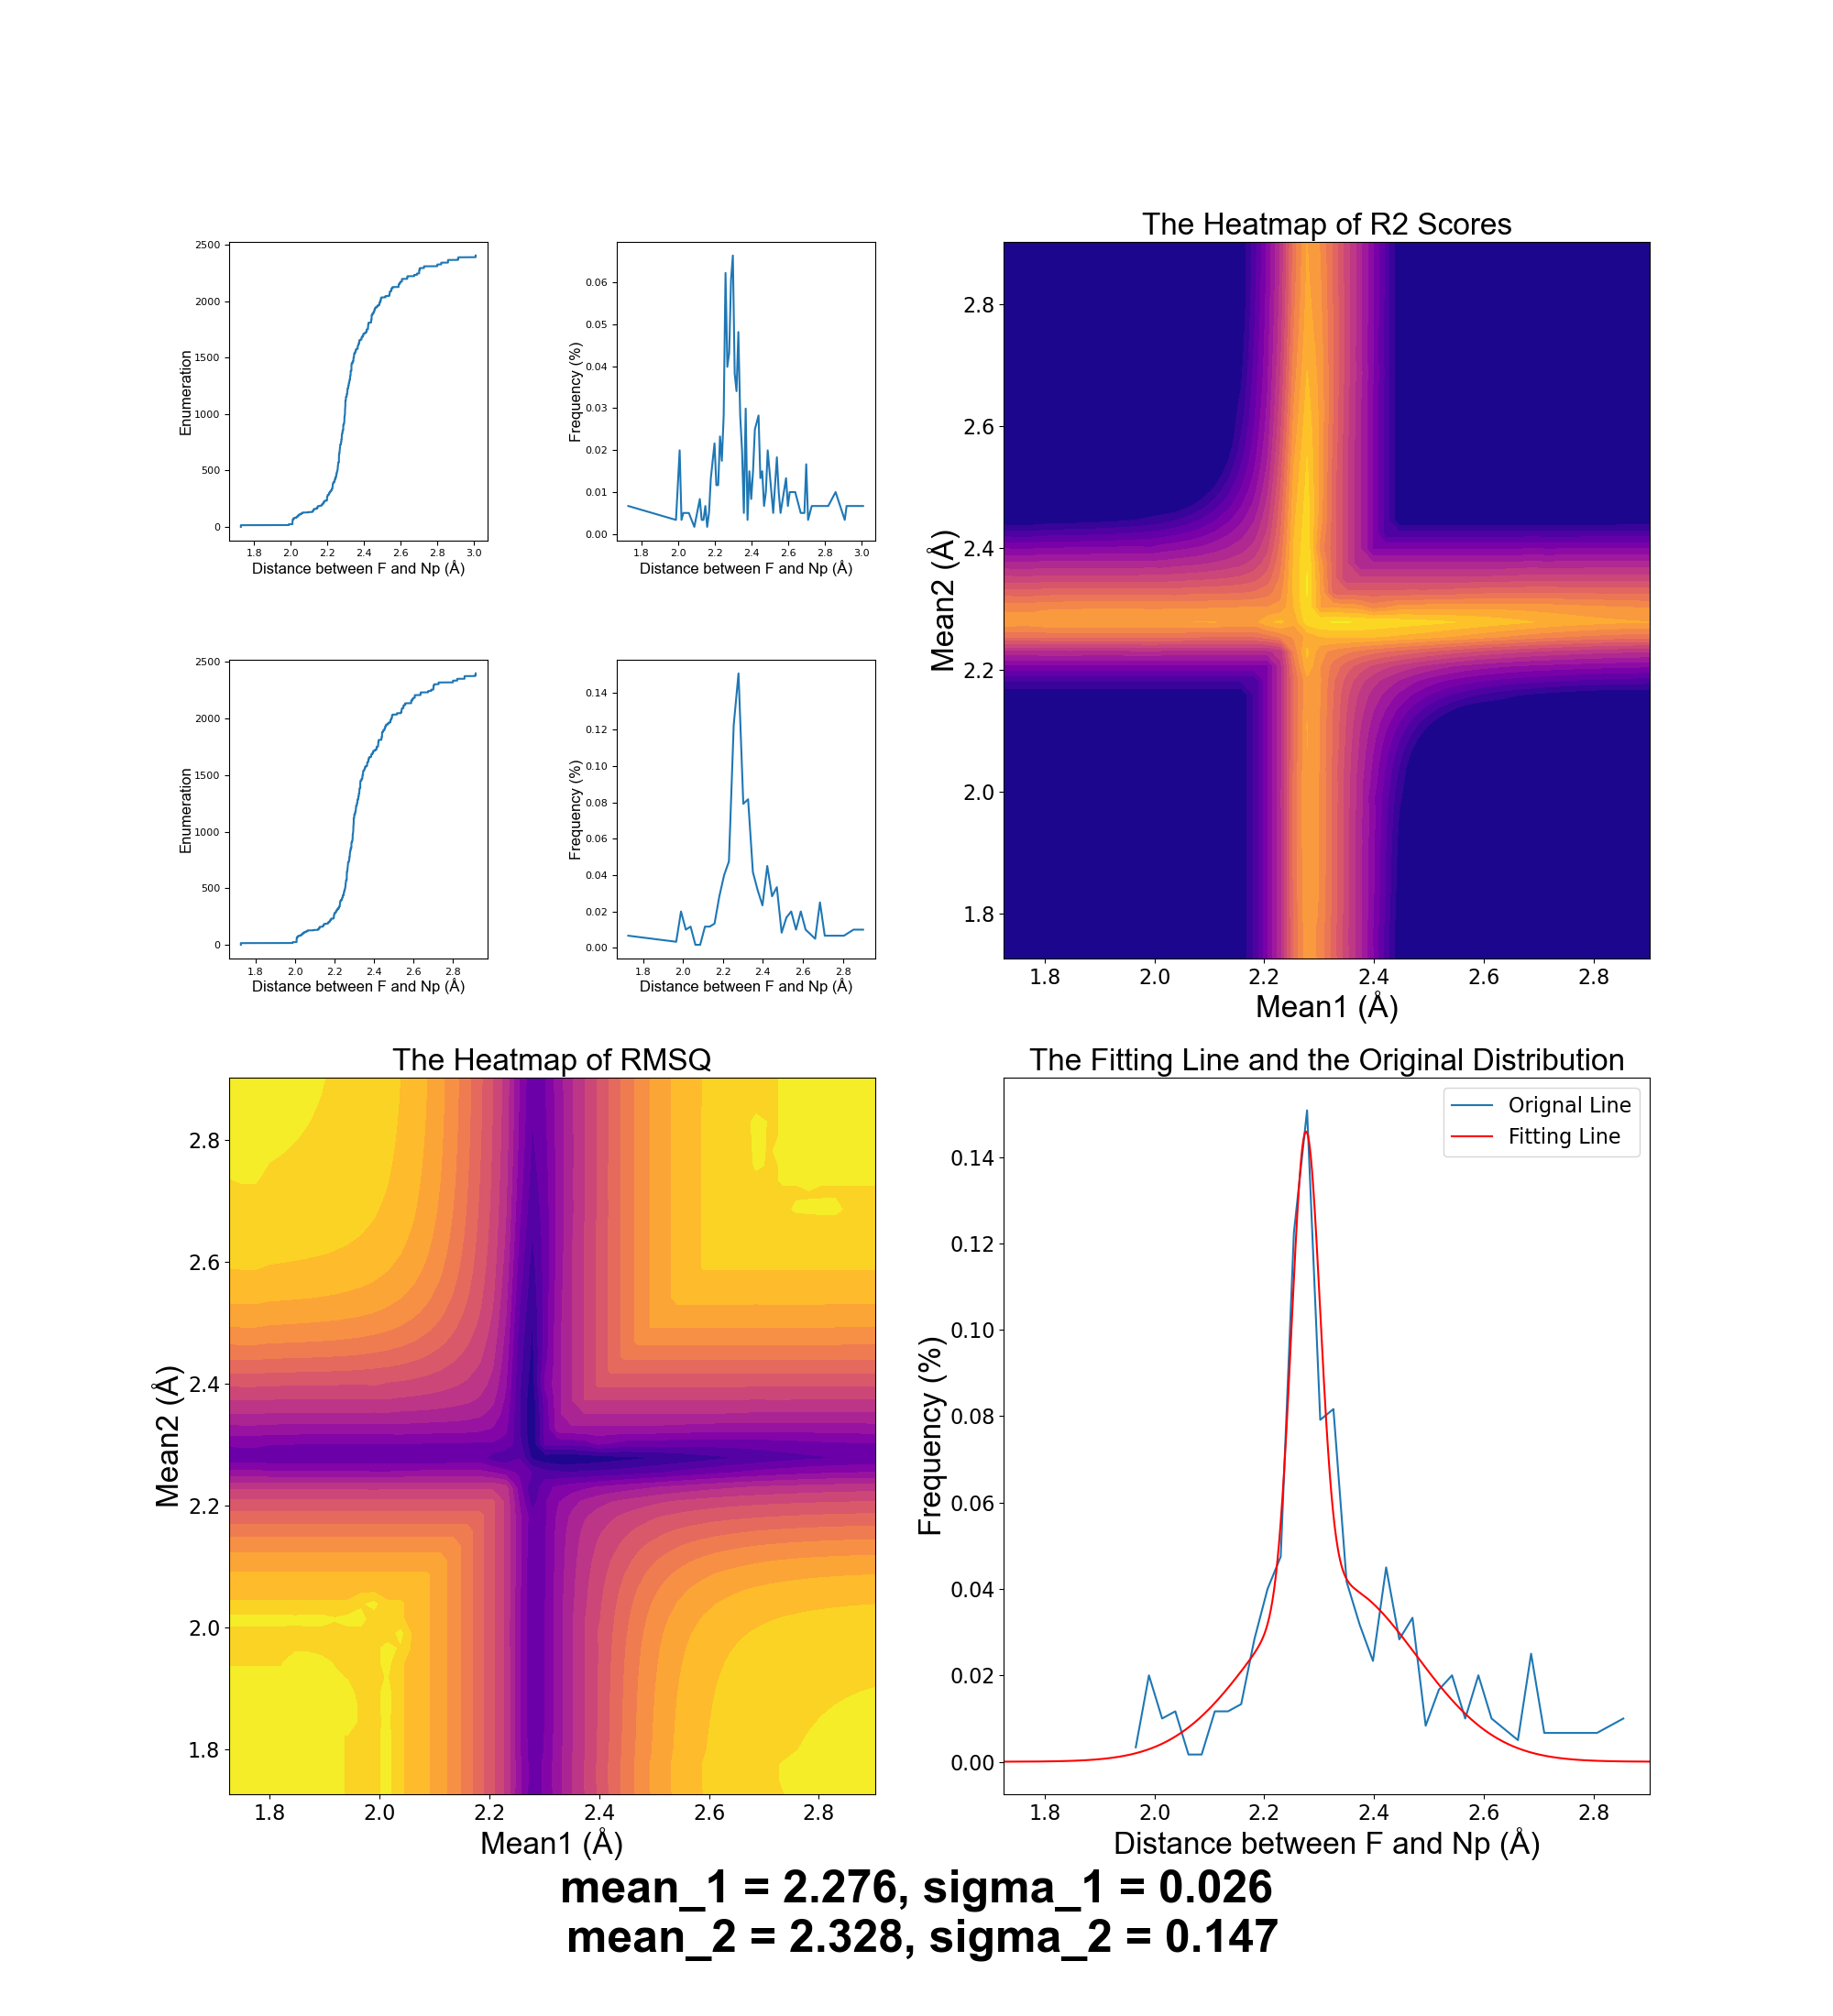 The Heatmap of R2 Scores
2500
2000
1500
1000
500
0
Enumeration
1.8 2.0 2.2 2.4 2.6 2.8 3.0
Distance between F and Np (Å)
0.06
0.05
0.04
0.03
0.02
0.01
0.00
Frequency (%)
1.8 2.0 2.2 2.4 2.6 2.8 3.0
Distance between F and Np (Å)
2500
2000
1500
1000
500
0
Enumeration
1.8 2.0 2.2 2.4 2.6 2.8
Distance between F and Np (Å)
0.14
0.12
0.10
0.08
0.06
0.04
0.02
0.00
Frequency (%)
1.8 2.0 2.2 2.4 2.6 2.8
Distance between F and Np (Å)
2.8
2.6
2.4
2.2
2.0
1.8
Mean2 (Å)
1.8 2.0 2.2 2.4 2.6 2.8
Mean1 (Å)
The Heatmap of RMSQ
2.8
2.6
2.4
2.2
2.0
1.8
Mean2 (Å)
1.8 2.0 2.2 2.4 2.6 2.8
Mean1 (Å)
The Fitting Line and the Original Distribution
Orignal Line
Fitting Line
0.14
0.12
0.10
0.08
0.06
0.04
0.02
0.00
Frequency (%)
1.8 2.0 2.2 2.4 2.6 2.8
Distance between F and Np (Å)
mean_1 = 2.276, sigma_1 = 0.026
mean_2 = 2.328, sigma_2 = 0.147